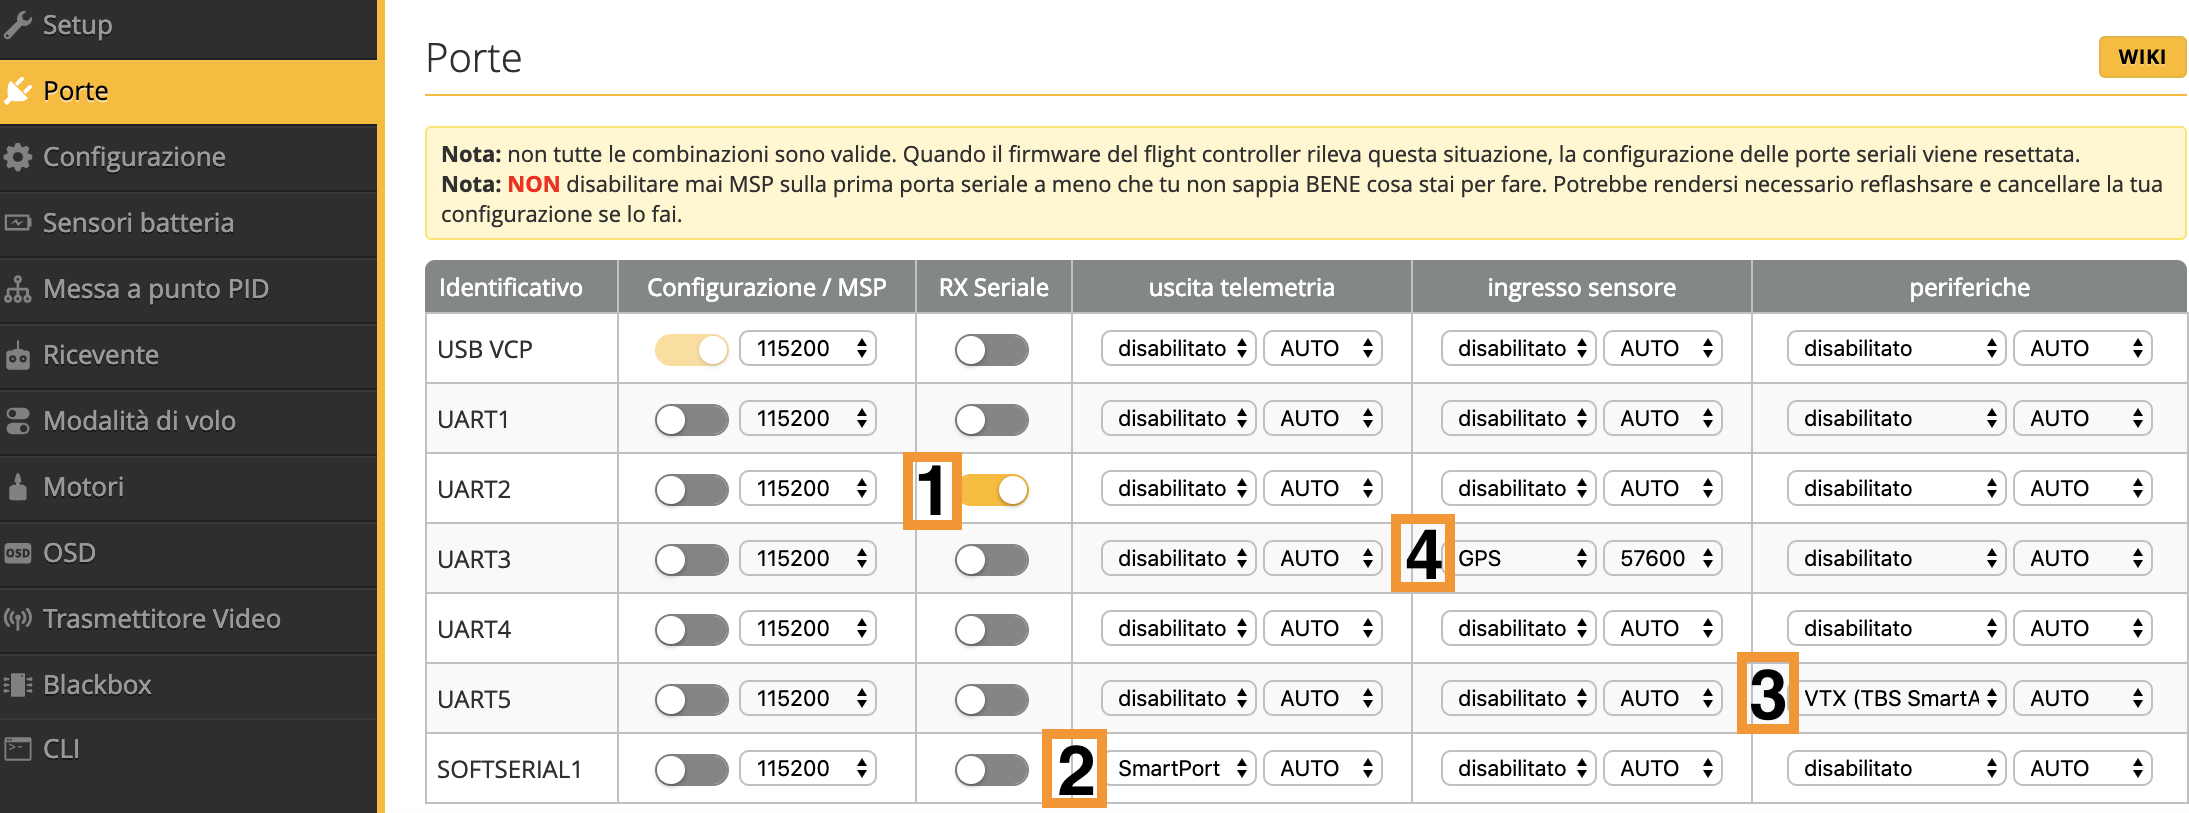 Setup
Porte
Configurazione
Sensori batteria
Messa a punto PID
Ricevente
Modalità di volo
Motori
OSD OSD
Trasmettitore Video
Blackbox
CLI
Porte
WIKI
Nota: non tutte le combinazioni sono valide. Quando il firmware del flight controller rileva questa situazione, la configurazione delle porte seriali viene resettata.
Nota: NON disabilitare mai MSP sulla prima porta seriale a meno che tu non sappia BENE cosa stai per fare. Potrebbe rendersi necessario reflashsare e cancellare la tua
configurazione se lo fai.
Identificativo Configurazione / MSP RX Seriale uscita telemetria ingresso sensore periferiche
USB VCP 115200 disabilitato AUTO disabilitato AUTO disabilitato AUTO
UART1 115200 disabilitato AUTO disabilitato AUTO disabilitato AUTO
UART2 115200 1 disabilitato AUTO disabilitato AUTO disabilitato AUTO
UART3 115200 disabilitato AUTO 4 GPS 57600 disabilitato AUTO
UART4 115200 disabilitato AUTO disabilitato AUTO disabilitato AUTO
UART5 115200 disabilitato AUTO disabilitato AUTO 3 VTX (TBS SmartA AUTO
SOFTSERIAL1 115200 2 SmartPort AUTO disabilitato AUTO disabilitato AUTO